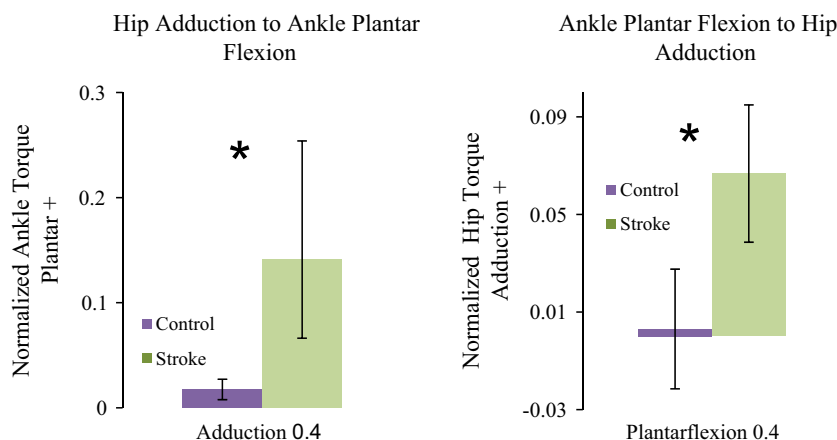 Hip Adduction to Ankle Plantar
Flexion
Normalized Ankle Torque
Plantar +
0.3
0.2
0.1
0
*
Control
Stroke
Adduction 0.4
Ankle Plantar Flexion to Hip
Adduction
Normalized Hip Torque
Adduction +
0.09
0.05
0.01
-0.03
*
Control
Stroke
Plantarflexion 0.4